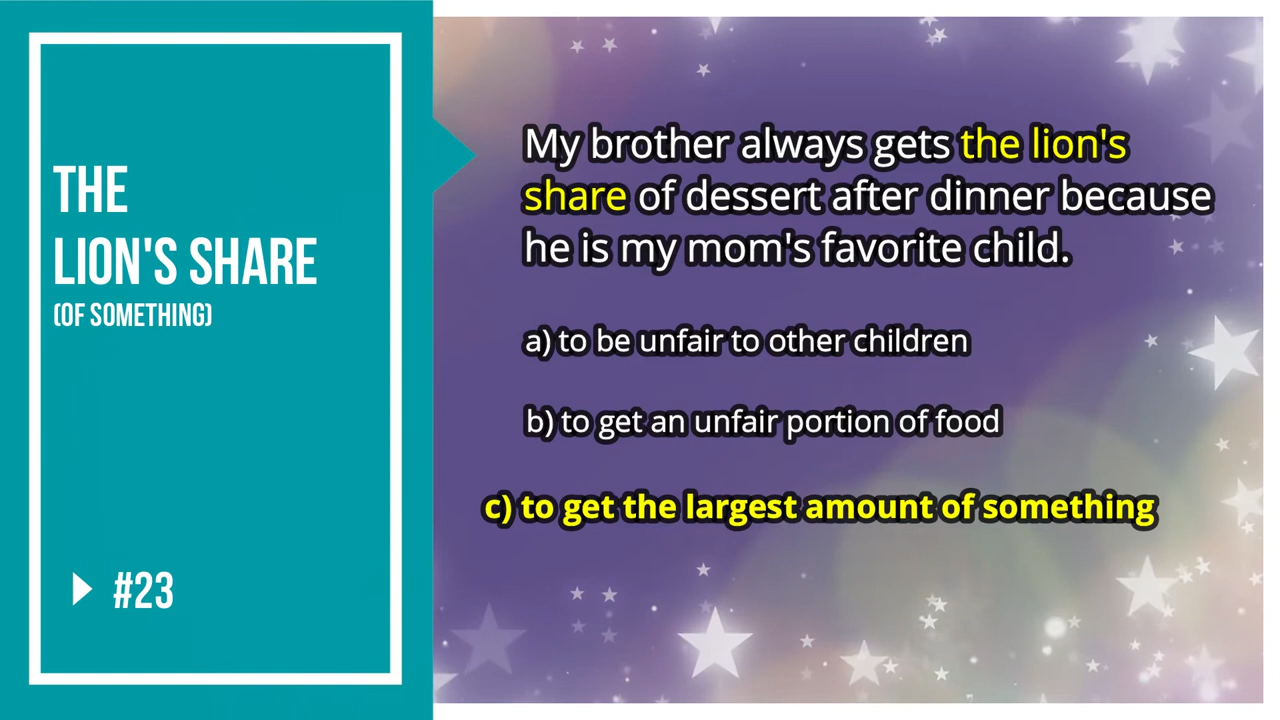 THE
LION'S SHARE
(OF SOMETHING)
#23
My brother always gets the lion's
share of dessert after dinner because
he is my mom's favorite child.
a) to be unfair to other children
b) to get an unfair portion of food
c) to get the largest amount of something